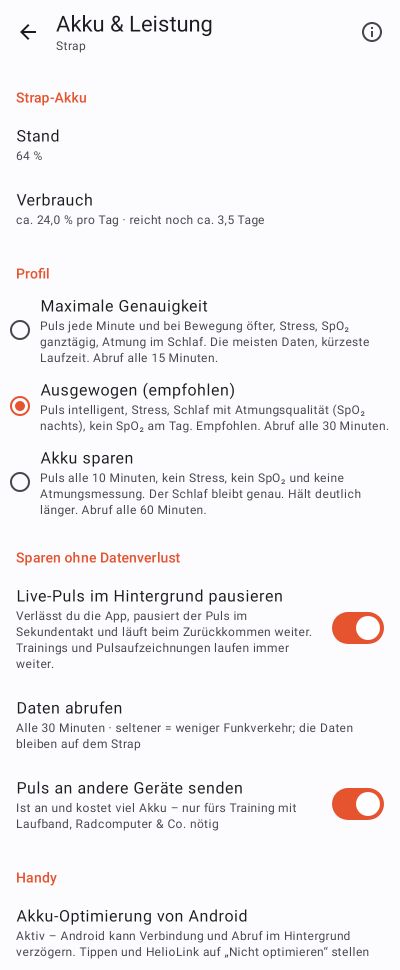 Akku & Leistung
Strap
Strap-Akku
Stand
64 %
Verbrauch
ca. 24,0 % pro Tag · reicht noch ca. 3,5 Tage
Profil
Maximale Genauigkeit
Puls jede Minute und bei Bewegung öfter, Stress, SpO₂
ganztägig, Atmung im Schlaf. Die meisten Daten, kürzeste
Laufzeit. Abruf alle 15 Minuten.
Ausgewogen (empfohlen)
Puls intelligent, Stress, Schlaf mit Atmungsqualität (SpO₂
nachts), kein SpO₂ am Tag. Empfohlen. Abruf alle 30 Minuten.
Akku sparen
Puls alle 10 Minuten, kein Stress, kein SpO₂ und keine
Atmungsmessung. Der Schlaf bleibt genau. Hält deutlich
länger. Abruf alle 60 Minuten.
Sparen ohne Datenverlust
Live-Puls im Hintergrund pausieren
Verlässt du die App, pausiert der Puls im
Sekundentakt und läuft beim Zurückkommen weiter.
Trainings und Pulsaufzeichnungen laufen immer
weiter.
Daten abrufen
Alle 30 Minuten · seltener = weniger Funkverkehr; die Daten
bleiben auf dem Strap
Puls an andere Geräte senden
Ist an und kostet viel Akku – nur fürs Training mit
Laufband, Radcomputer & Co. nötig
Handy
Akku-Optimierung von Android
Aktiv – Android kann Verbindung und Abruf im Hintergrund
verzögern. Tippen und HelioLink auf „Nicht optimieren“ stellen